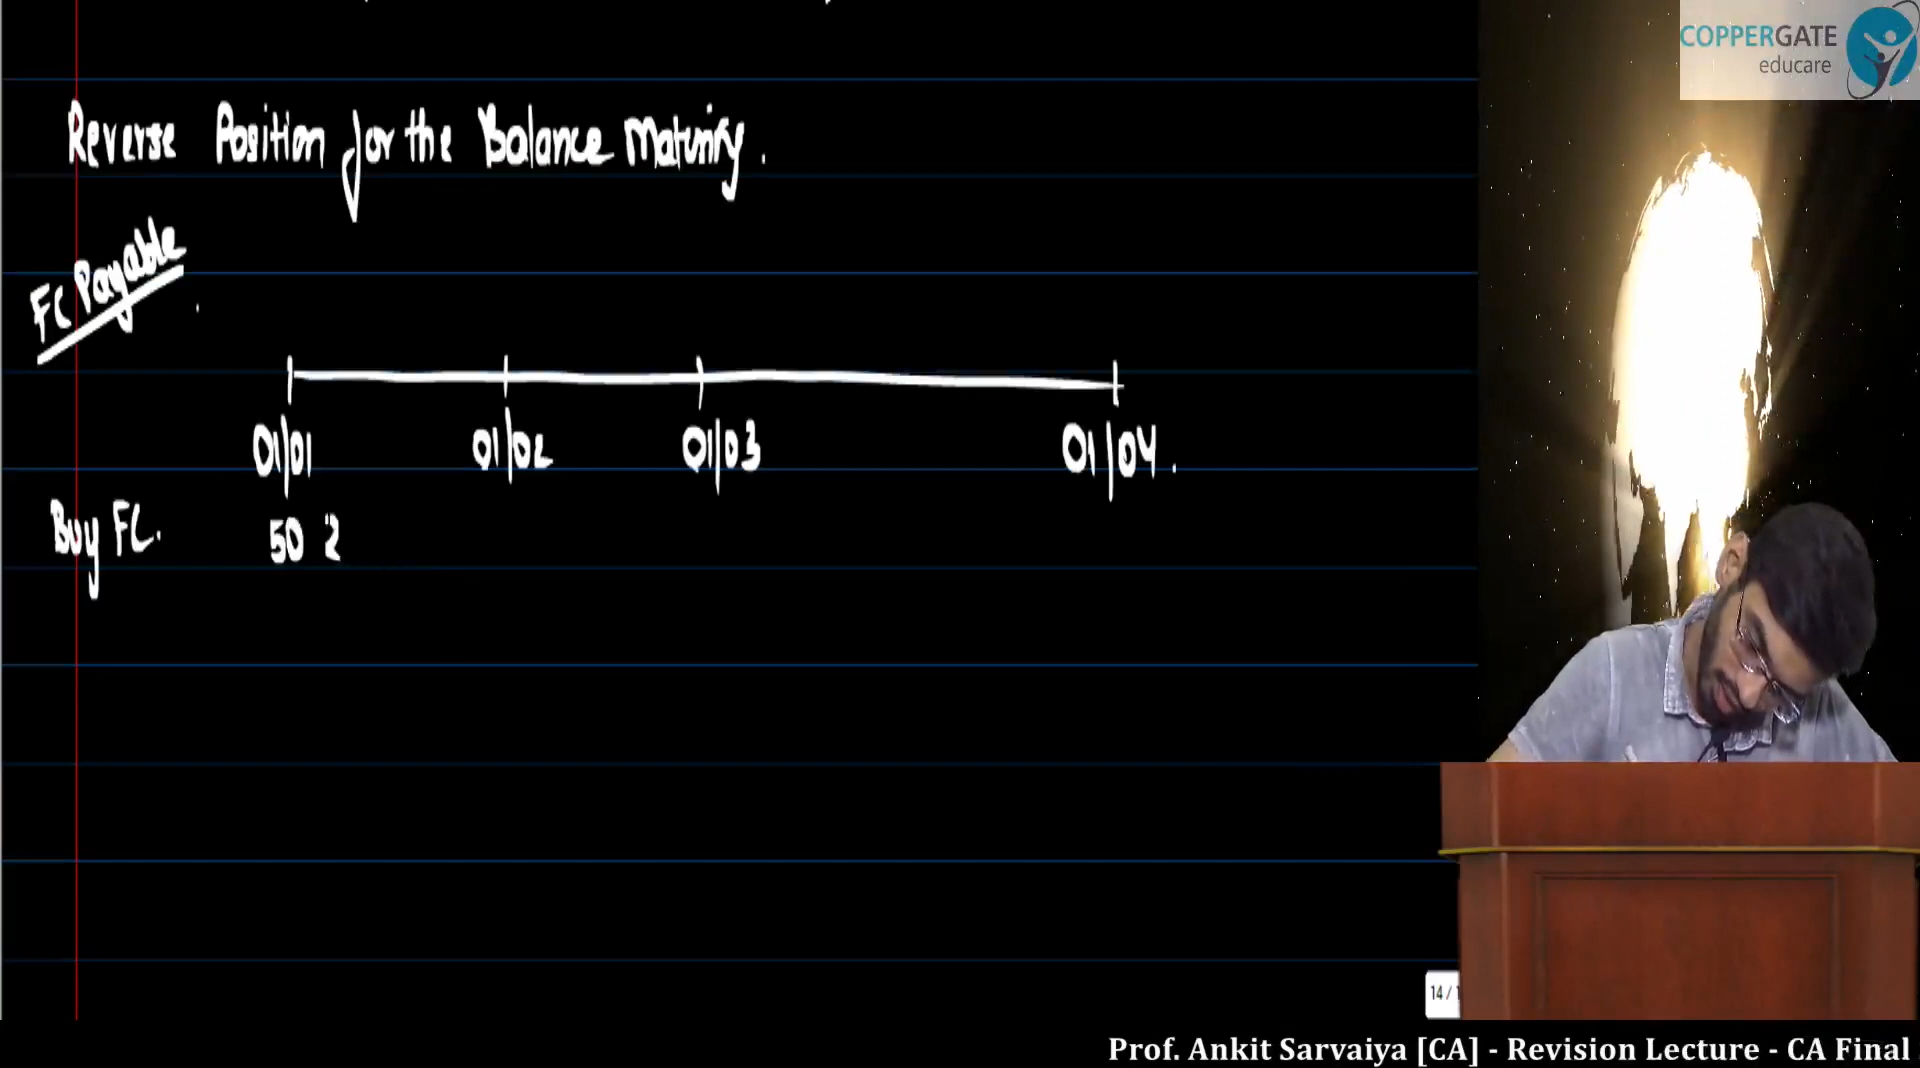 COPPERGATE
educare
Reverse Position for the Balance Maturity.
FC Payable
01/01 01/02 01/03 01/04.
Buy FC. 50 2
14/1
Prof. Ankit Sarvaiya [CA] - Revision Lecture - CA Final